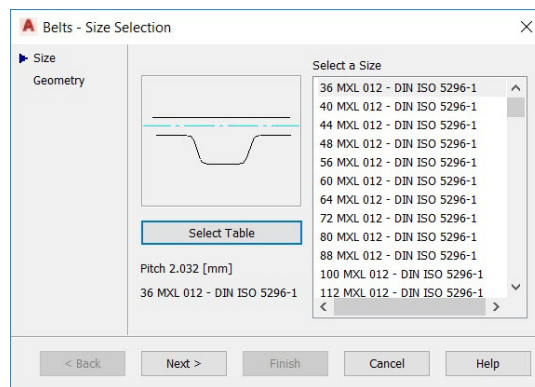 Belts - Size Selection
Size
Geometry
Select a Size
36 MXL 012 - DIN ISO 5296-1
40 MXL 012 - DIN ISO 5296-1
44 MXL 012 - DIN ISO 5296-1
48 MXL 012 - DIN ISO 5296-1
56 MXL 012 - DIN ISO 5296-1
60 MXL 012 - DIN ISO 5296-1
64 MXL 012 - DIN ISO 5296-1
72 MXL 012 - DIN ISO 5296-1
80 MXL 012 - DIN ISO 5296-1
88 MXL 012 - DIN ISO 5296-1
100 MXL 012 - DIN ISO 5296-1
112 MXL 012 - DIN ISO 5296-1
Select Table
Pitch 2.032 [mm]
36 MXL 012 - DIN ISO 5296-1
< Back Next > Finish Cancel Help